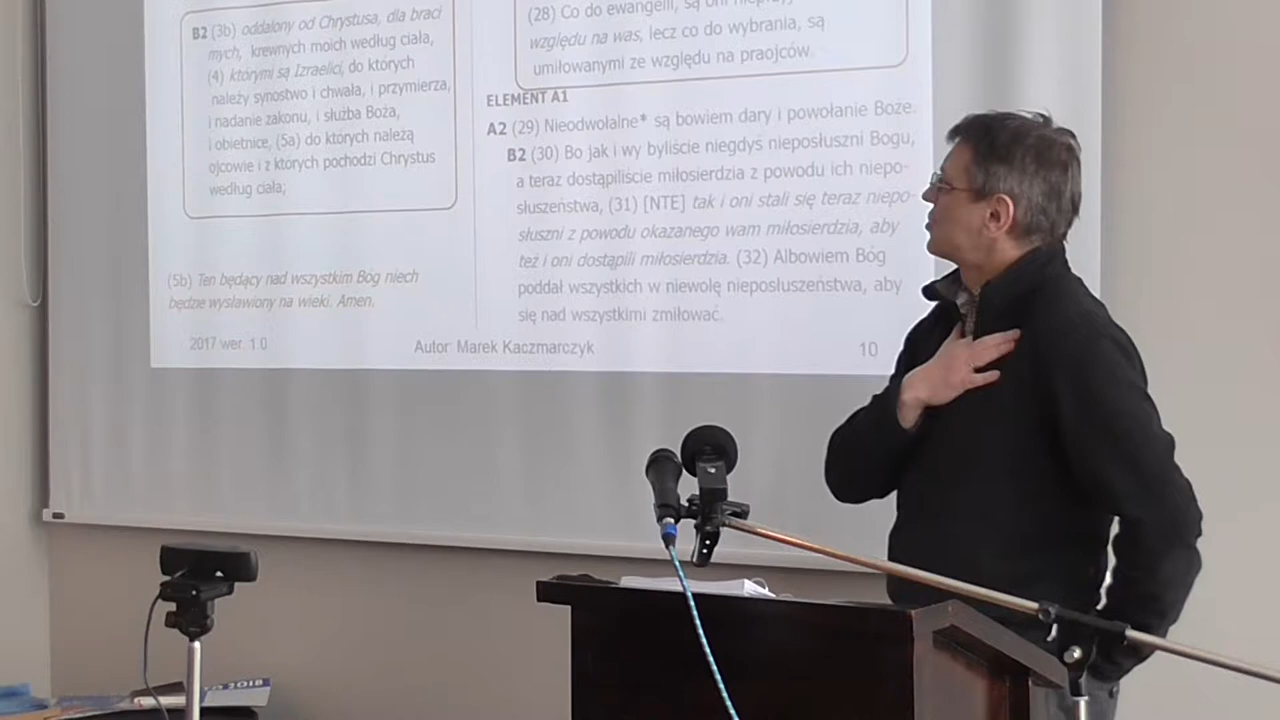 B2 (3b) oddalony od Chrystusa, dla braci
mych, krewnych moich według ciała,
(4) którymi są Izraelici, do których
należy synostwo i chwała, i przymierza,
i nadanie zakonu, i służba Boża,
i obietnice, (5a) do których należą
ojcowie i z których pochodzi Chrystus
według ciała;
(5b) Ten będący nad wszystkim Bóg niech
będzie wysławiony na wieki. Amen.
(28) Co do ewangelii, są oni
względu na was, lecz co do wybrania, są
umiłowanymi ze względu na praojców.
ELEMENT A1
A2 (29) Nieodwołalne* są bowiem dary i powołanie Boże.
B2 (30) Bo jak i wy byliście niegdyś nieposłuszni Bogu,
a teraz dostąpiliście miłosierdzia z powodu ich niepo-
słuszeństwa, (31) [NTE] tak i oni stali się teraz niepo-
słuszni z powodu okazanego wam miłosierdzia, aby
też i oni dostąpili miłosierdzia. (32) Albowiem Bóg
poddał wszystkich w niewolę nieposłuszeństwa, aby
się nad wszystkimi zmiłować.
2017 wer 1.0
Autor: Marek Kaczmarczyk
10
2018